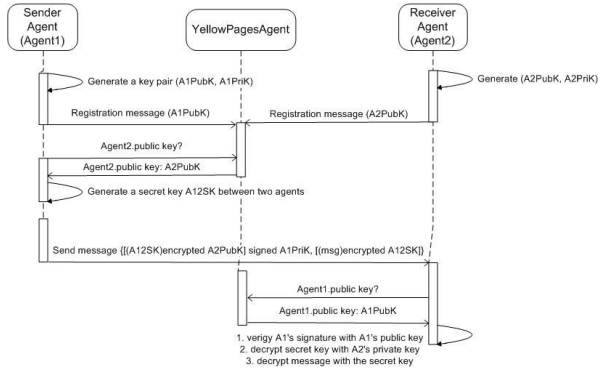 Sender
Agent
(Agent1)
YellowPagesAgent
Receiver
Agent
(Agent2)
Generate a key pair (A1PubK, A1PriK)
Generate (A2PubK, A2PriK)
Registration message (A1PubK)
Registration message (A2PubK)
Agent2.public key?
Agent2.public key: A2PubK
Generate a secret key A12SK between two agents
Send message {[(A12SK)encrypted A2PubK] signed A1PriK, [(msg)encrypted A12SK]}
Agent1.public key?
Agent1.public key: A1PubK
1. verigy A1's signature with A1's public key
2. decrypt secret key with A2's private key
3. decrypt message with the secret key